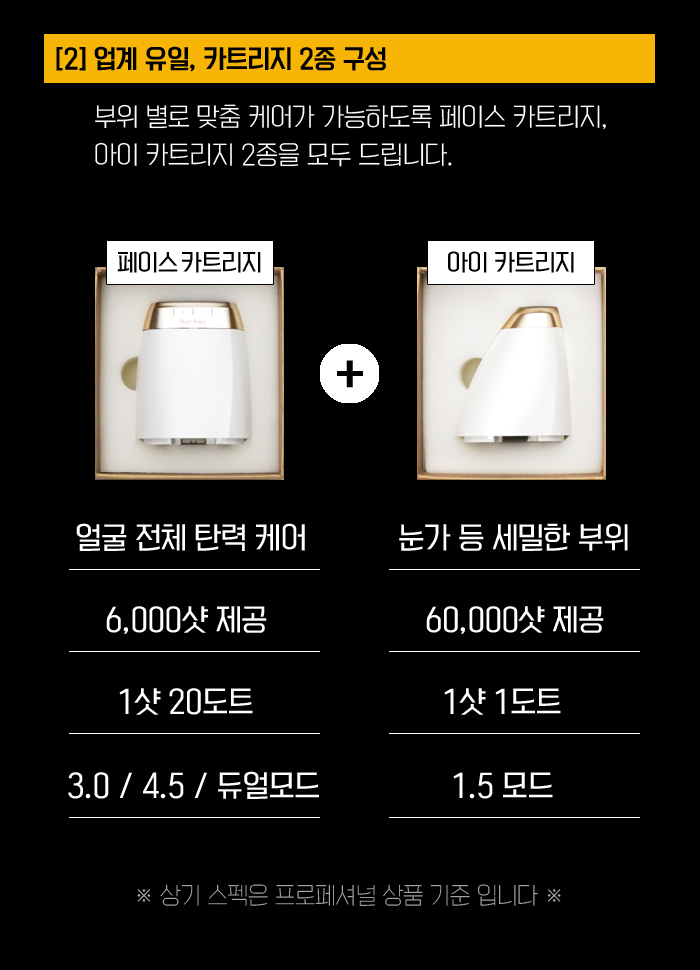 [2] 업계 유일, 카트리지 2종 구성
부위 별로 맞춤 케어가 가능하도록 페이스 카트리지,
아이 카트리지 2종을 모두 드립니다.
페이스 카트리지
아이 카트리지
+
얼굴 전체 탄력 케어
눈가 등 세밀한 부위
6,000샷 제공
60,000샷 제공
1샷 20도트
1샷 1도트
3.0 / 4.5 / 듀얼모드
1.5 모드
※ 상기 스펙은 프로페셔널 상품 기준 입니다 ※